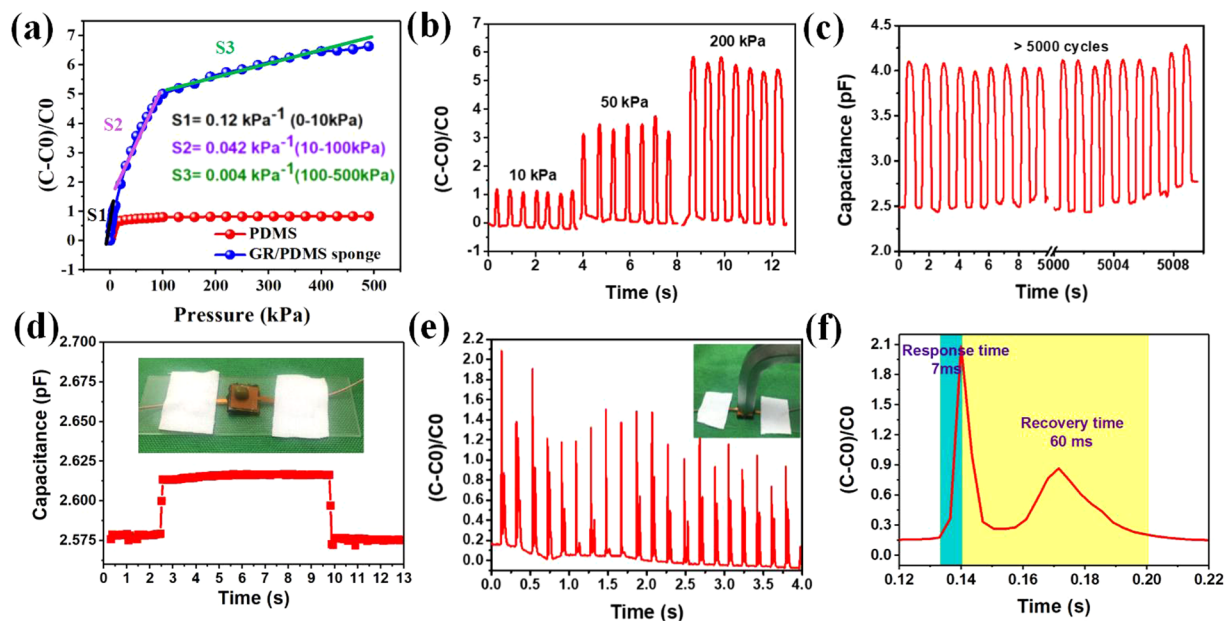 (a)
7
6
5
4
3
2
1
0
-1
(C-C0)/C0
S3
S2
S1
S1= 0.12 kPa⁻¹ (0-10kPa)
S2= 0.042 kPa⁻¹ (10-100kPa)
S3= 0.004 kPa⁻¹(100-500kPa)
PDMS
GR/PDMS sponge
0 100 200 300 400 500
Pressure (kPa)
(b)
7
6
5
4
3
2
1
0
-1
(C-C0)/C0
200 kPa
50 kPa
10 kPa
0 2 4 6 8 10 12
Time (s)
(c)
4.5
4.0
3.5
3.0
2.5
2.0
Capacitance (pF)
> 5000 cycles
0 2 4 6 8 5000 5004 5008
Time (s)
(d)
2.700
2.675
2.650
2.625
2.600
2.575
Capacitance (pF)
0 1 2 3 4 5 6 7 8 9 10 11 12 13
Time (s)
(e)
2.2
2.0
1.8
1.6
1.4
1.2
1.0
0.8
0.6
0.4
0.2
0.0
(C-C0)/C0
0.0 0.5 1.0 1.5 2.0 2.5 3.0 3.5 4.0
Time (s)
(f)
2.1
1.8
1.5
1.2
0.9
0.6
0.3
0.0
(C-C0)/C0
Response time
7ms
Recovery time
60 ms
0.12 0.14 0.16 0.18 0.20 0.22
Time (s)